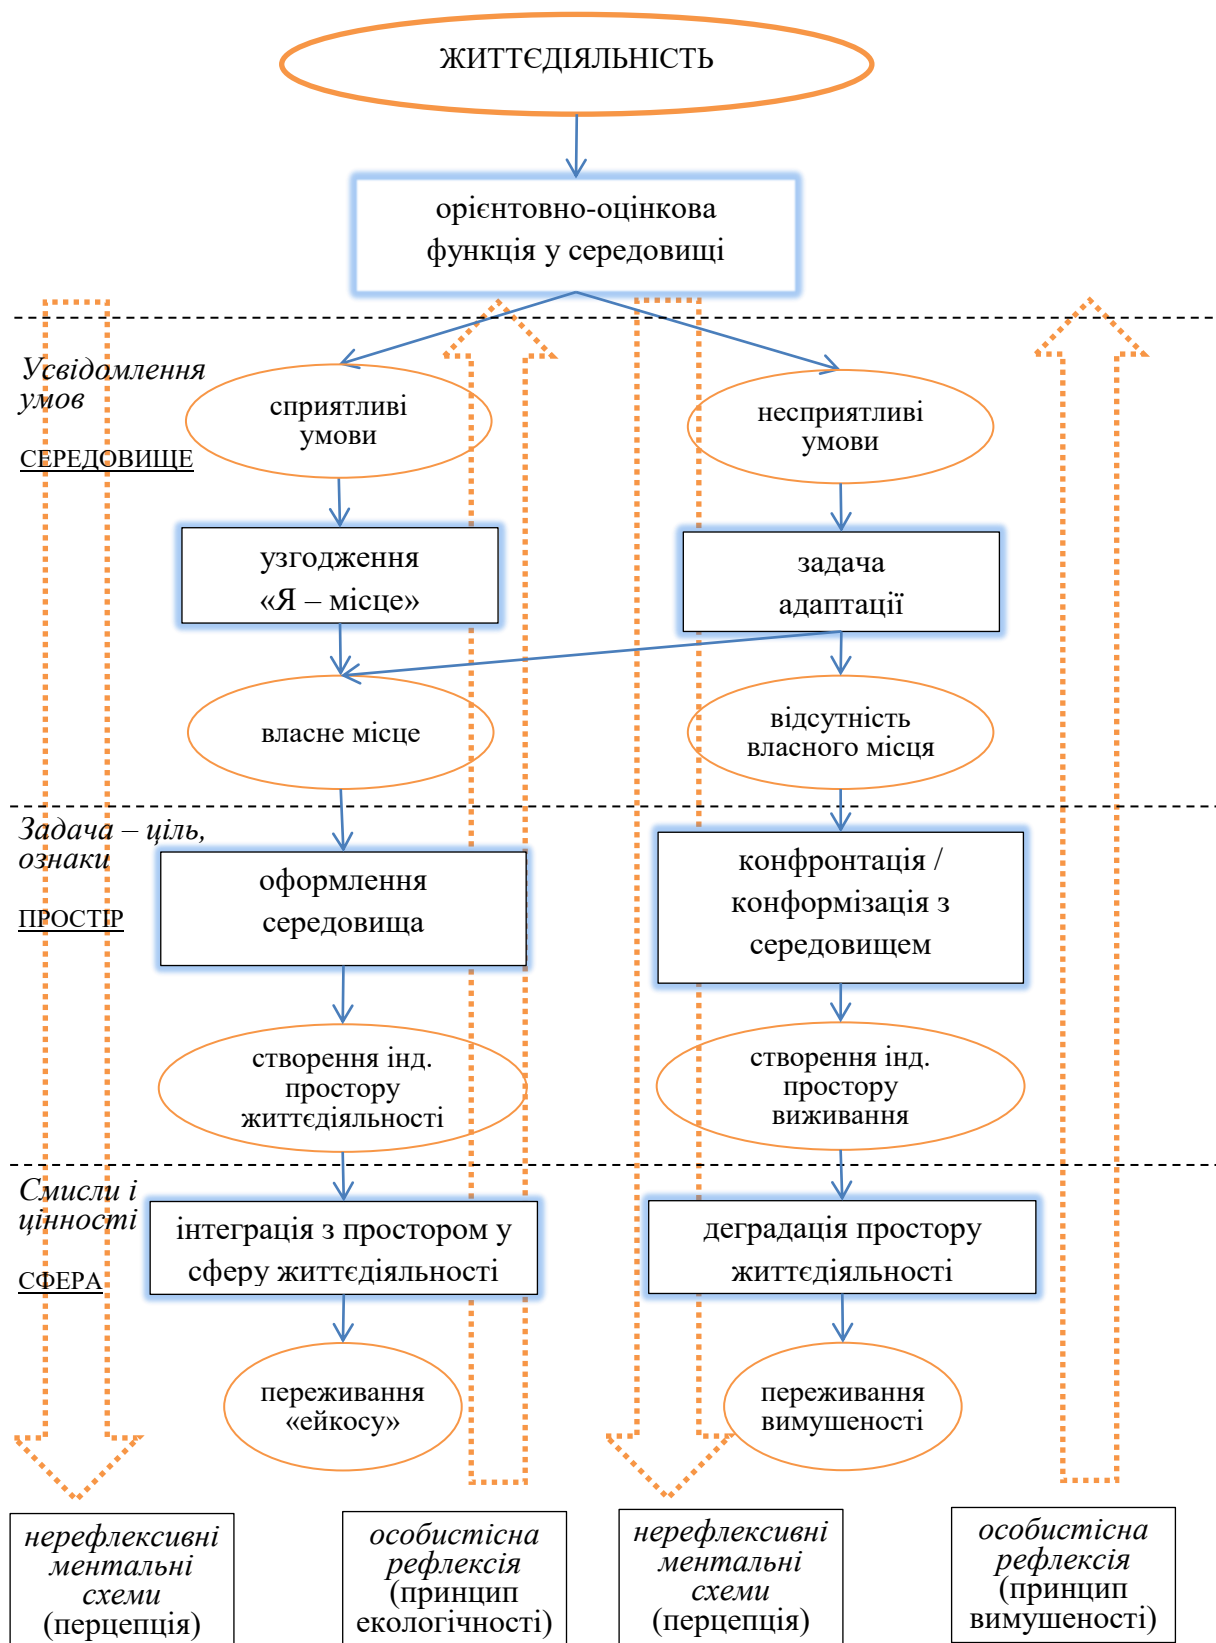 ЖИТТЄДІЯЛЬНІСТЬ
орієнтовно-оцінкова
функція у середовищі
Усвідомлення
умов
СЕРЕДОВИЩЕ
сприятливі
умови
несприятливі
умови
узгодження
«Я – місце»
задача
адаптації
власне місце
відсутність
власного місця
Задача – ціль,
ознаки
ПРОСТІР
оформлення
середовища
конфронтація /
конформізація з
середовищем
створення інд.
простору
життєдіяльності
створення інд.
простору
виживання
Смисли і
цінності
СФЕРА
інтеграція з простором у
сферу життєдіяльності
деградація простору
життєдіяльності
переживання
«ейкосу»
переживання
вимушеності
нерефлексивні
ментальні
схеми
(перцепція)
особистісна
рефлексія
(принцип
екологічності)
нерефлексивні
ментальні
схеми
(перцепція)
особистісна
рефлексія
(принцип
вимушеності)